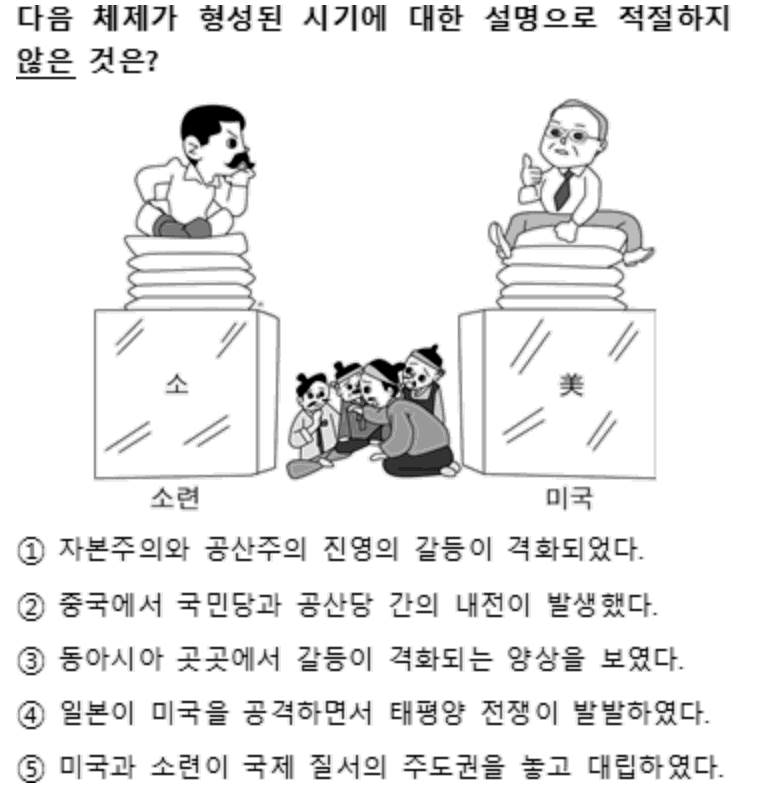 다음 체제가 형성된 시기에 대한 설명으로 적절하지
않은 것은?
소
美
소련
미국
① 자본주의와 공산주의 진영의 갈등이 격화되었다.
② 중국에서 국민당과 공산당 간의 내전이 발생했다.
③ 동아시아 곳곳에서 갈등이 격화되는 양상을 보였다.
④ 일본이 미국을 공격하면서 태평양 전쟁이 발발하였다.
⑤ 미국과 소련이 국제 질서의 주도권을 놓고 대립하였다.